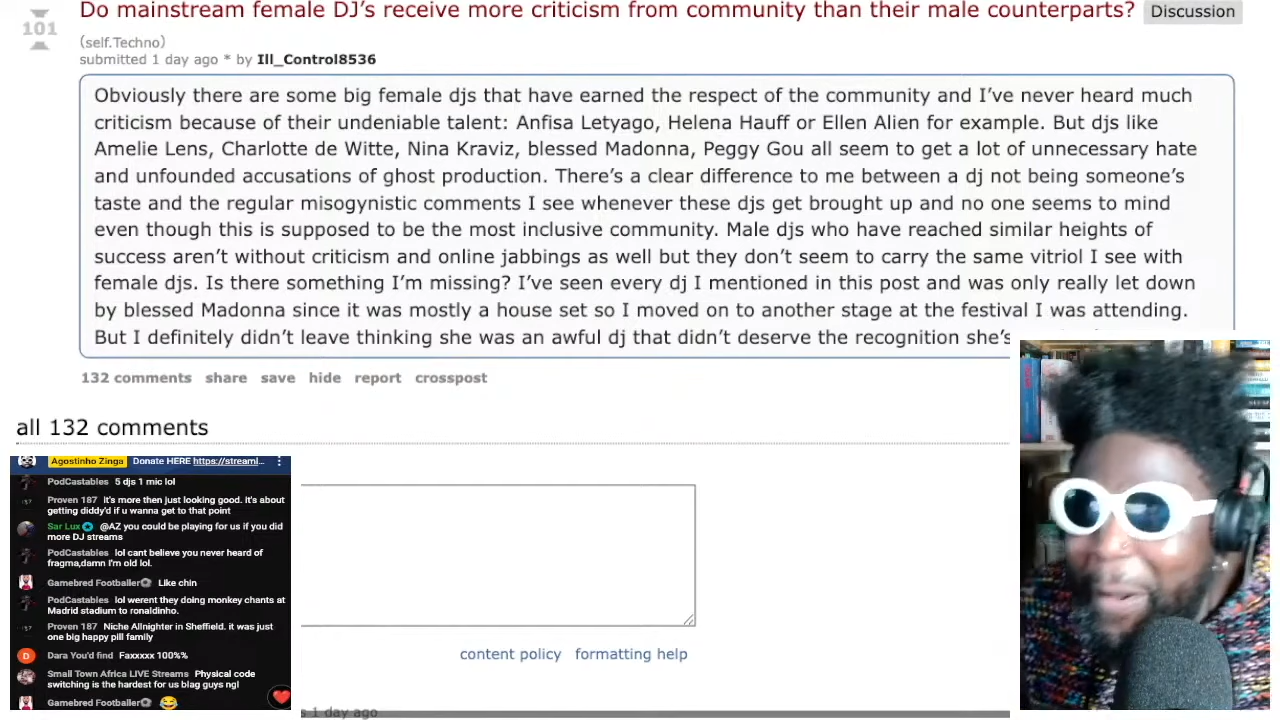 Do mainstream female DJ's receive more criticism from community than their male counterparts? Discussion
101
(self.Techno)
submitted 1 day ago * by Ill_Control8536
Obviously there are some big female djs that have earned the respect of the community and I've never heard much
criticism because of their undeniable talent: Anfisa Letyago, Helena Hauff or Ellen Alien for example. But djs like
Amelie Lens, Charlotte de Witte, Nina Kraviz, blessed Madonna, Peggy Gou all seem to get a lot of unnecessary hate
and unfounded accusations of ghost production. There's a clear difference to me between a dj not being someone's
taste and the regular misogynistic comments I see whenever these djs get brought up and no one seems to mind
even though this is supposed to be the most inclusive community. Male djs who have reached similar heights of
success aren't without criticism and online jabbings as well but they don't seem to carry the same vitriol I see with
female djs. Is there something I'm missing? I've seen every dj I mentioned in this post and was only really let down
by blessed Madonna since it was mostly a house set so I moved on to another stage at the festival I was attending.
But I definitely didn't leave thinking she was an awful dj that didn't deserve the recognition she's
132 comments share save hide report crosspost
all 132 comments
Agostinho Zinga Donate HERE https://streaml...
PodCastables 5 djs 1 mic lol
Proven 187 it's more then just looking good. it's about
getting diddy'd if u wanna get to that point
Sar Lux @AZ you could be playing for us if you did
more DJ streams
PodCastables lol cant believe you never heard of
fragma,damn I'm old lol.
Gamebred Footballer Like chin
PodCastables lol werent they doing monkey chants at
Madrid stadium to ronaldinho.
Proven 187 Niche Allnighter in Sheffield. it was just
one big happy pill family
D Dara You'd find Faxxxxx 100%%
Small Town Africa LIVE Streams Physical code
switching is the hardest for us blag guys ngl
Gamebred Footballer
content policy formatting help
s 1 day ago